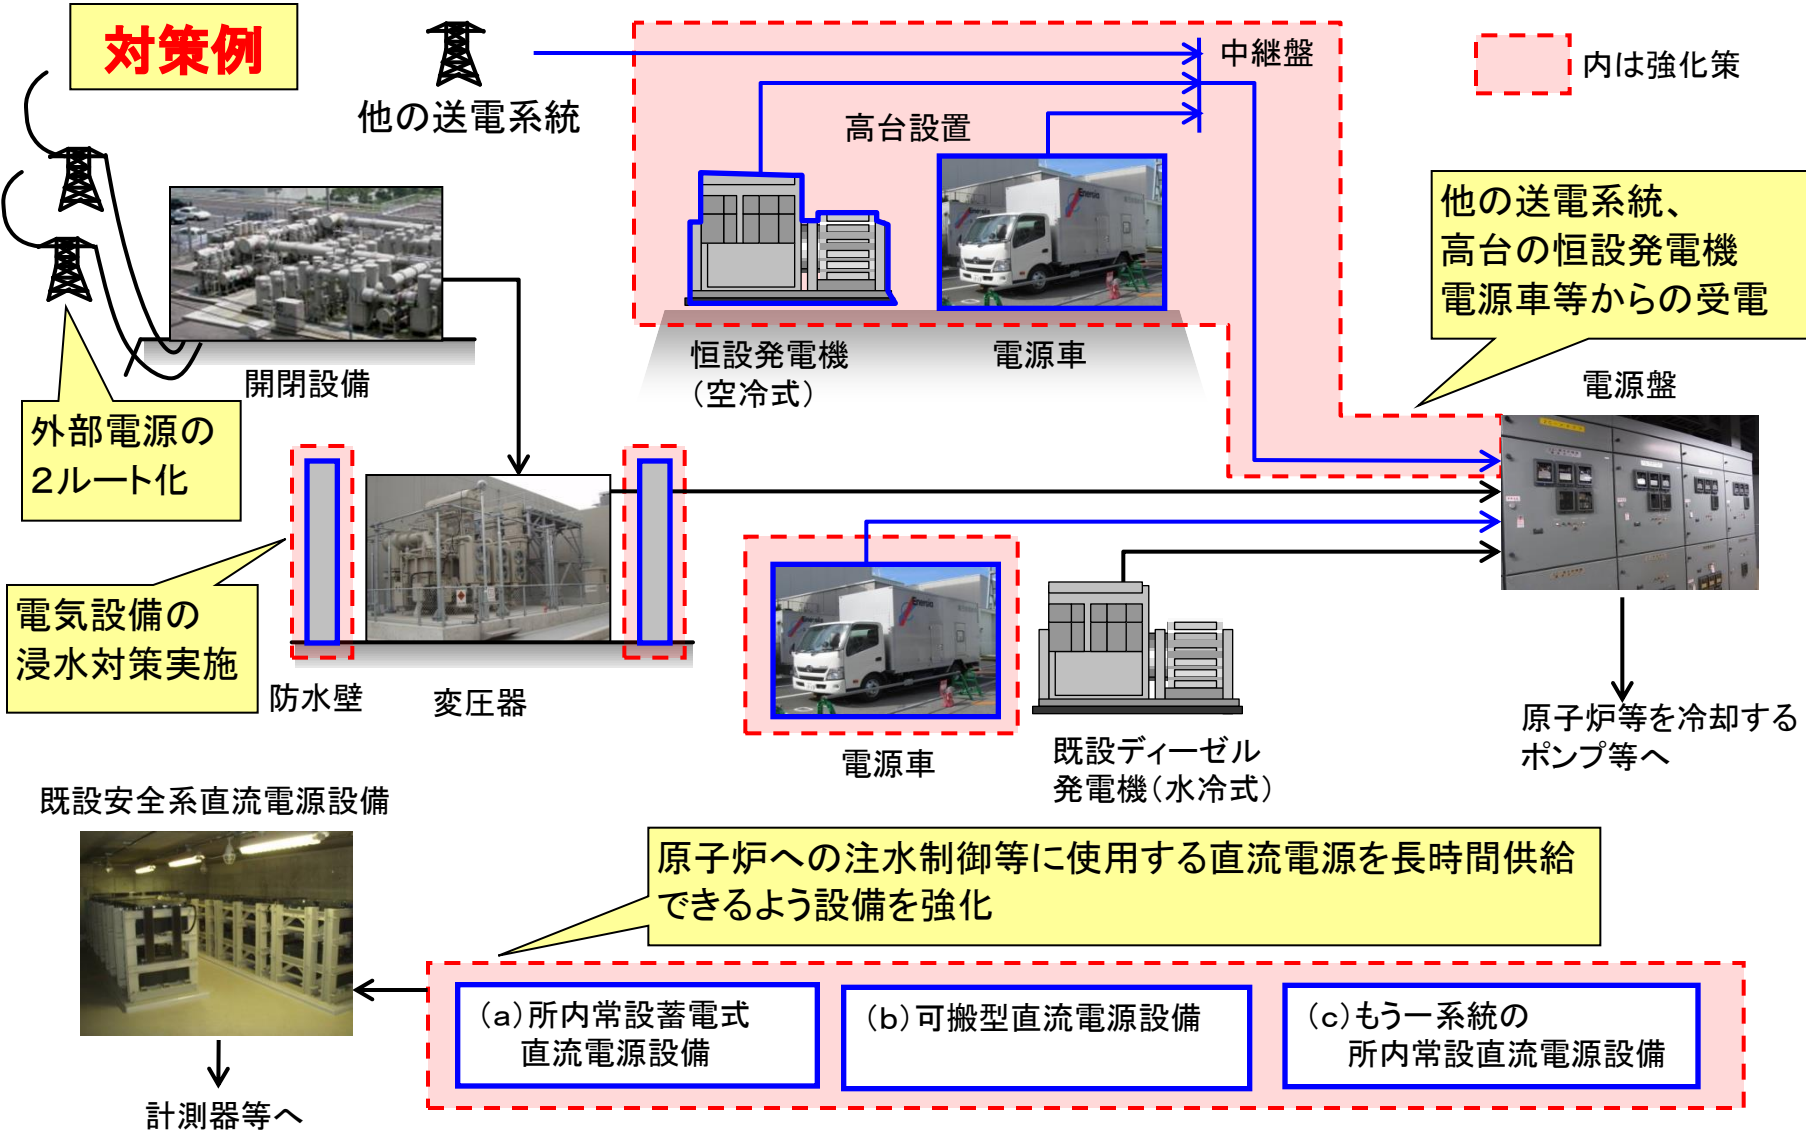 対策例
他の送電系統
中継盤
内は強化策
高台設置
Energia
他の送電系統、
高台の恒設発電機
電源車等からの受電
恒設発電機
(空冷式)
電源車
開閉設備
電源盤
外部電源の
2ルート化
電気設備の
浸水対策実施
防水壁
変圧器
Energia
電源車
既設ディーゼル
発電機(水冷式)
原子炉等を冷却する
ポンプ等へ
既設安全系直流電源設備
原子炉への注水制御等に使用する直流電源を長時間供給
できるよう設備を強化
(a)所内常設蓄電式
直流電源設備
(b)可搬型直流電源設備
(c)もう一系統の
所内常設直流電源設備
計測器等へ